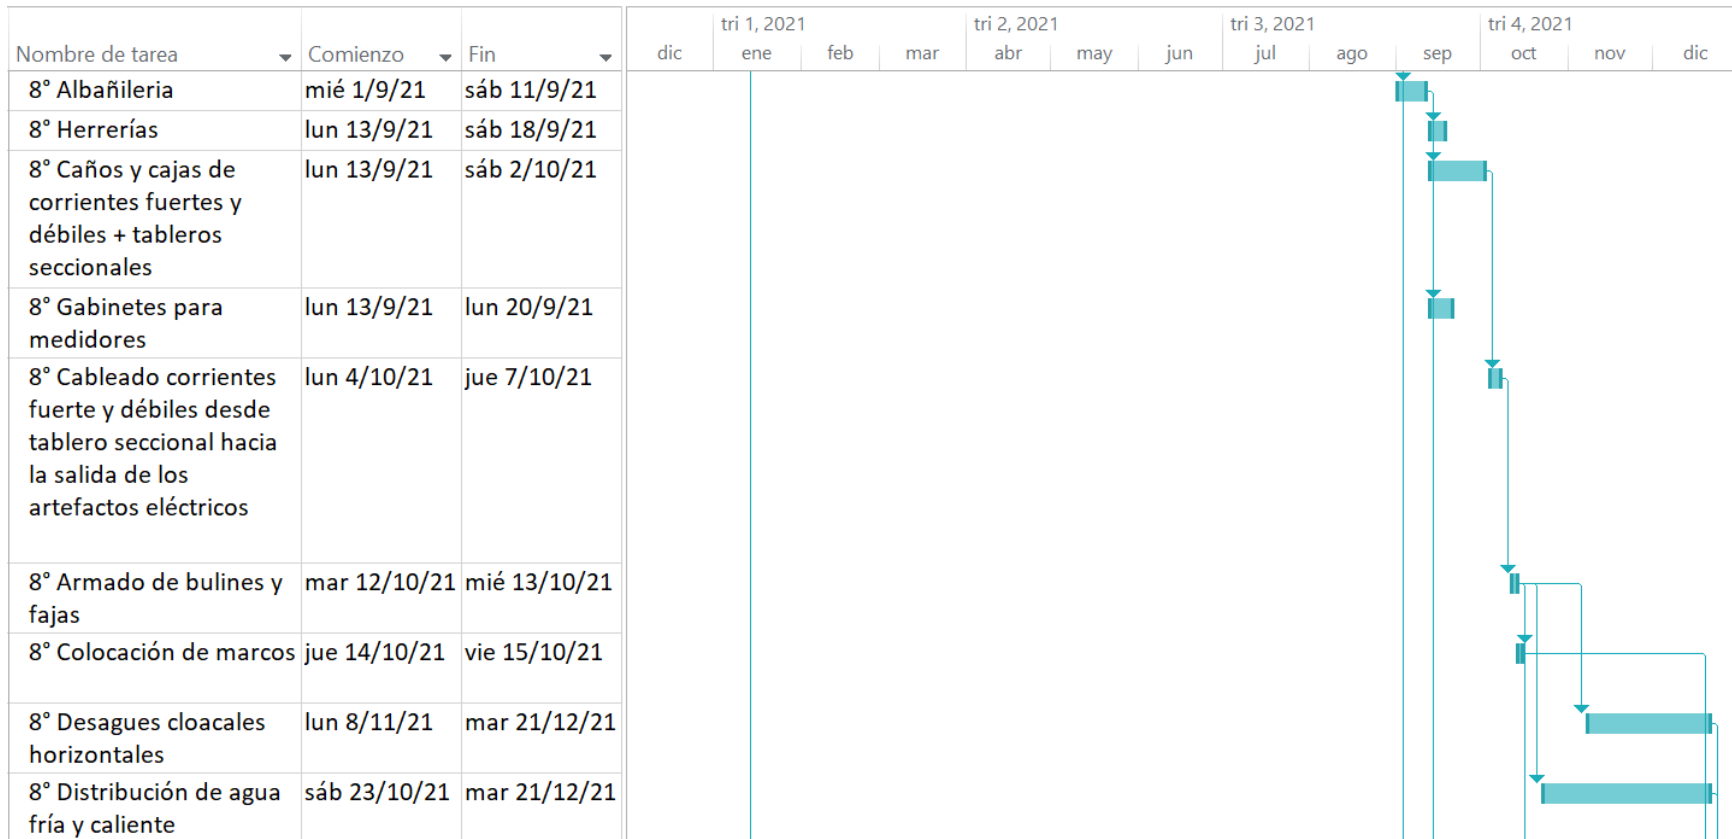 tri 1, 2021 tri 2, 2021 tri 3, 2021 tri 4, 2021
Nombre de tarea Comienzo Fin dic ene feb mar abr may jun jul ago sep oct nov dic
8° Albañileria mié 1/9/21 sáb 11/9/21
8° Herrerías lun 13/9/21 sáb 18/9/21
8° Caños y cajas de lun 13/9/21 sáb 2/10/21
corrientes fuertes y
débiles + tableros
seccionales
8° Gabinetes para lun 13/9/21 lun 20/9/21
medidores
8° Cableado corrientes lun 4/10/21 jue 7/10/21
fuerte y débiles desde
tablero seccional hacia
la salida de los
artefactos eléctricos
8° Armado de bulines y mar 12/10/21 mié 13/10/21
fajas
8° Colocación de marcos jue 14/10/21 vie 15/10/21
8° Desagues cloacales lun 8/11/21 mar 21/12/21
horizontales
8° Distribución de agua sáb 23/10/21 mar 21/12/21
fría y caliente